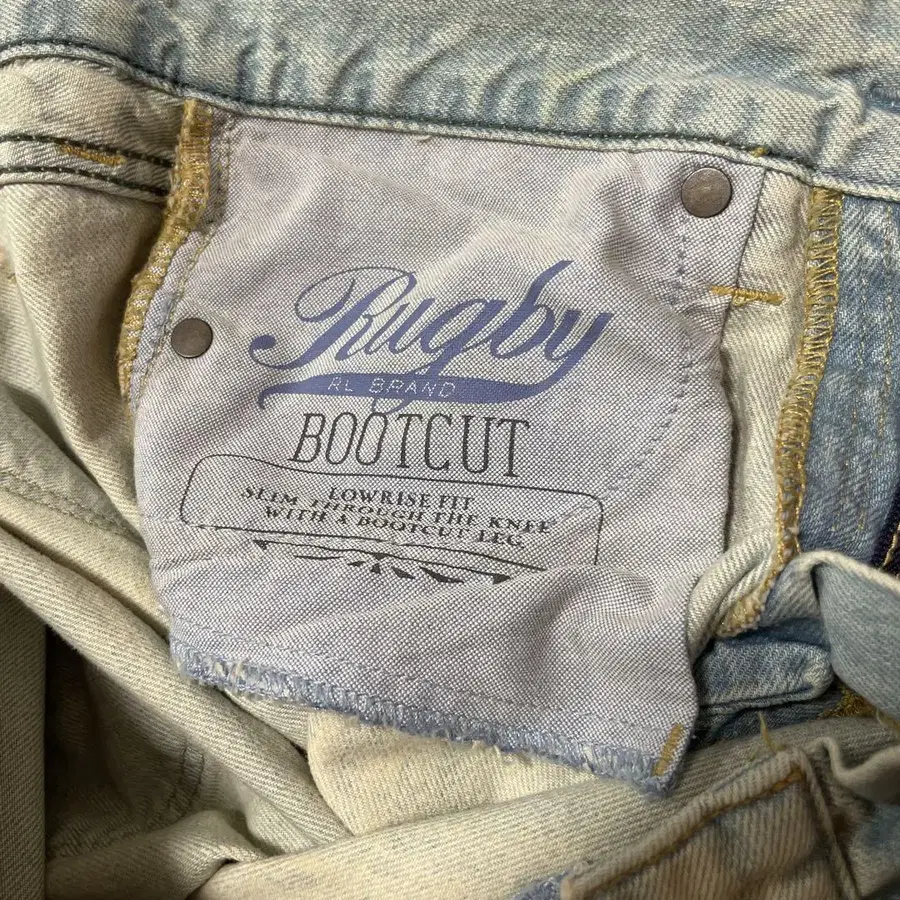 Rugby
RL BRAND
BOOTCUT
LOWRISE FIT
SLIM THROUGH THE KNEE
WITH A BOOTCUT LEG